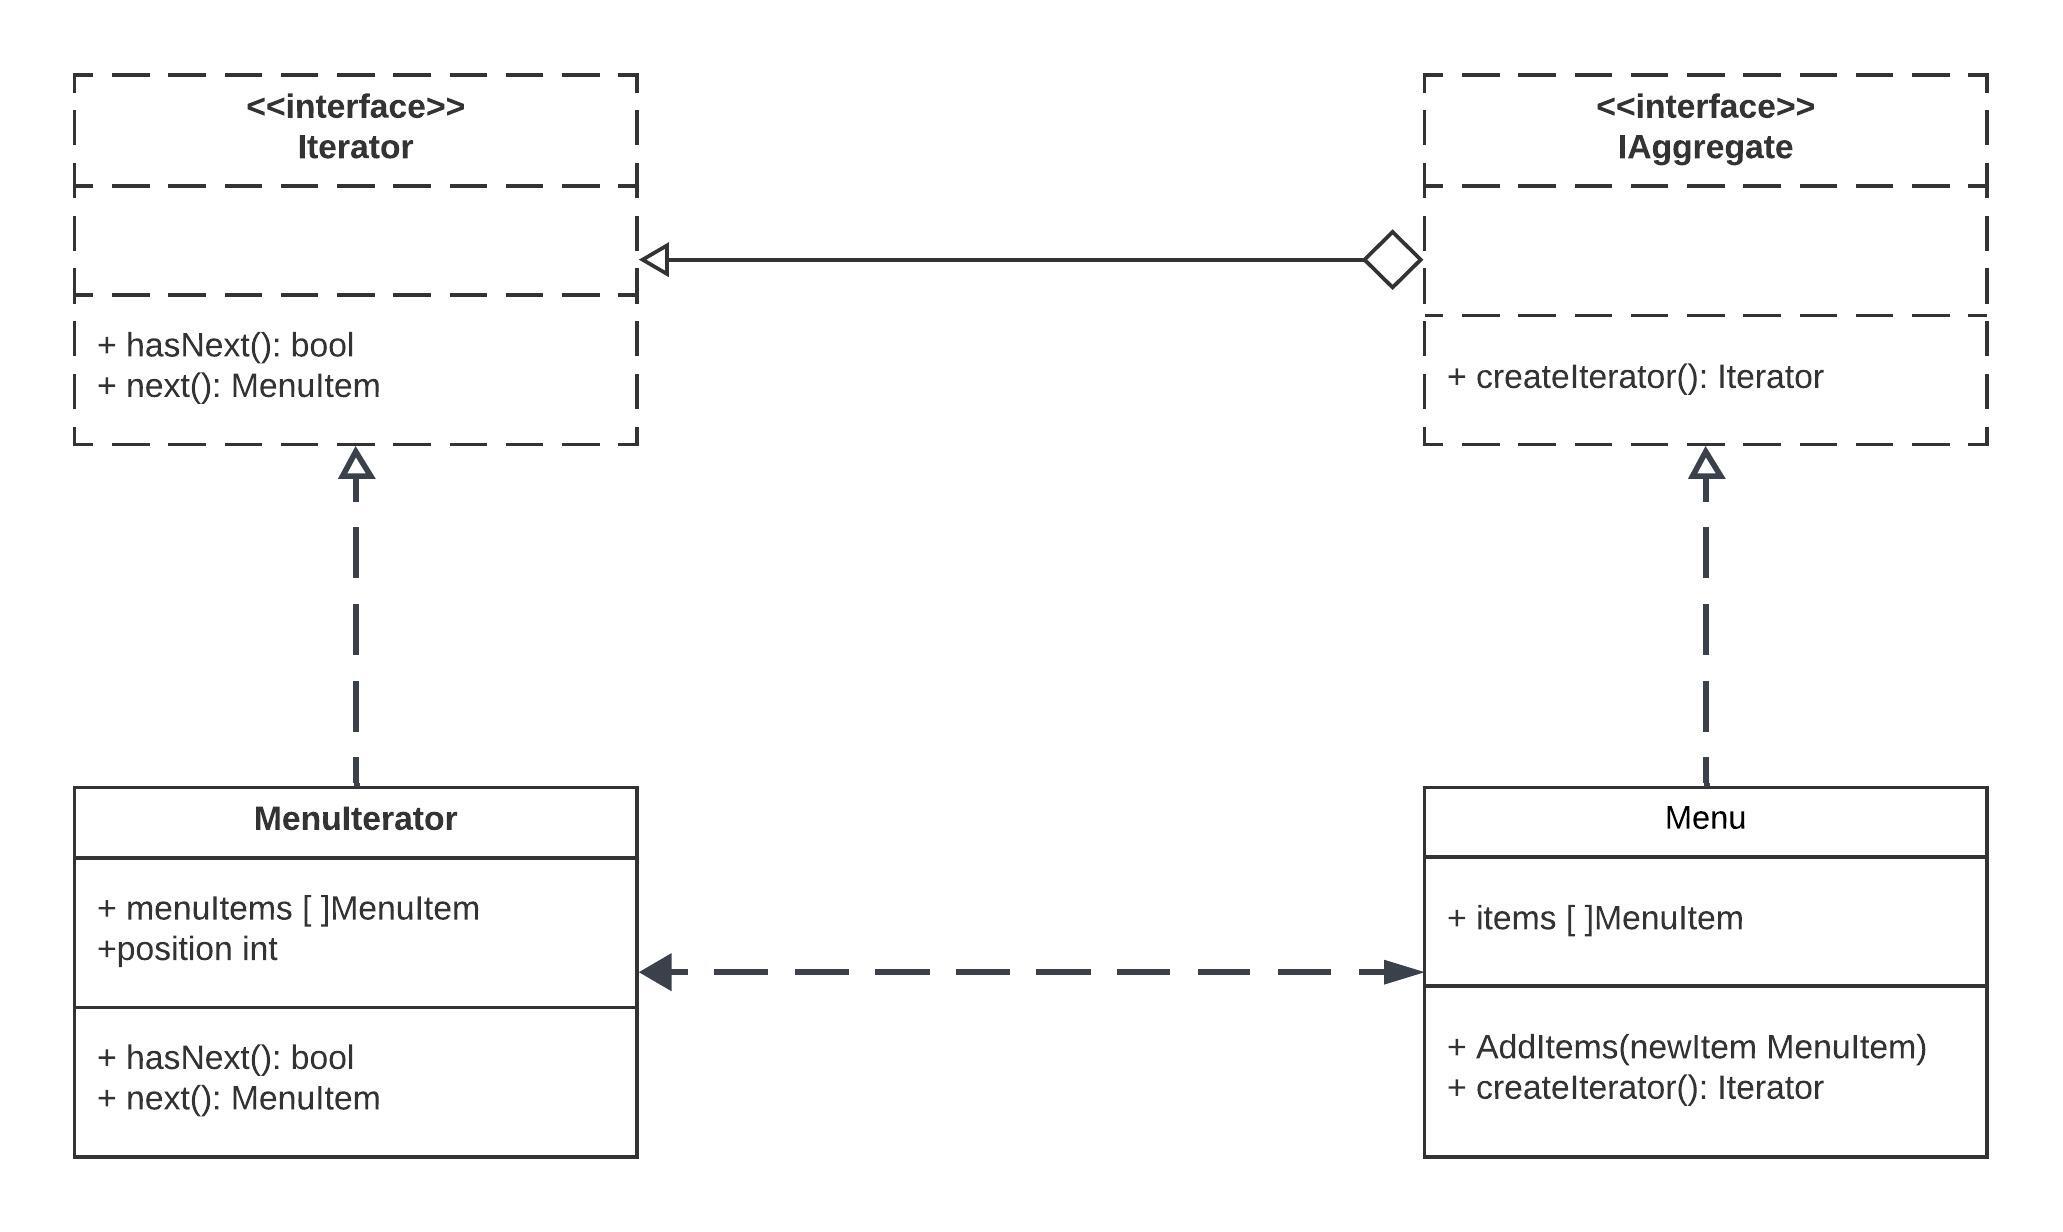 <<interface>>
Iterator
+ hasNext(): bool
+ next(): MenuItem
<<interface>>
IAggregate
+ createIterator(): Iterator
MenuIterator
+ menuItems [ ]MenuItem
+position int
+ hasNext(): bool
+ next(): MenuItem
Menu
+ items [ ]MenuItem
+ AddItems(newItem MenuItem)
+ createIterator(): Iterator